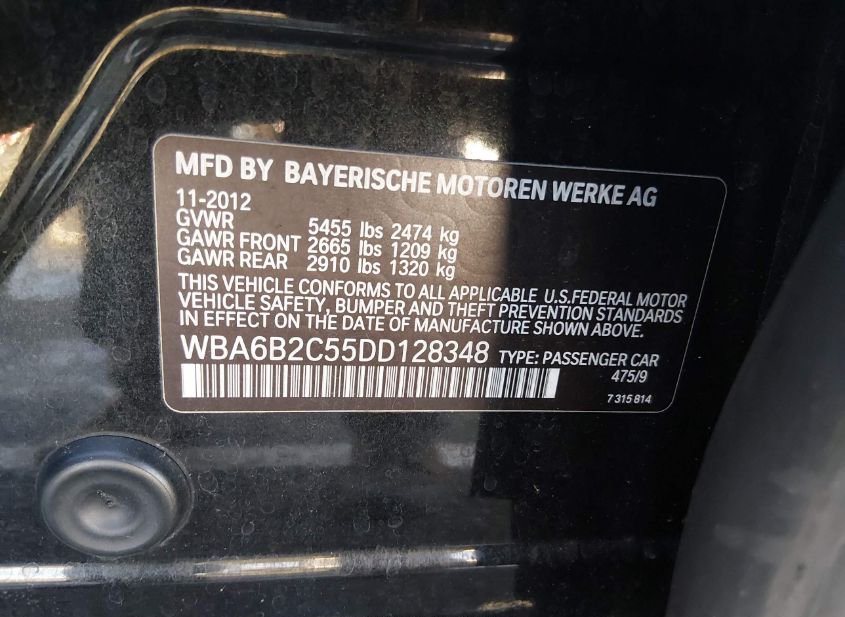 MFD BY BAYERISCHE MOTOREN WERKE AG
11-2012
GVWR 5455 lbs 2474 kg
GAWR FRONT 2665 lbs 1209 kg
GAWR REAR 2910 lbs 1320 kg
THIS VEHICLE CONFORMS TO ALL APPLICABLE U.S.FEDERAL MOTOR
VEHICLE SAFETY, BUMPER AND THEFT PREVENTION STANDARDS
IN EFFECT ON THE DATE OF MANUFACTURE SHOWN ABOVE.
WBA6B2C55DD128348 TYPE: PASSENGER CAR
475/9
7 315 814